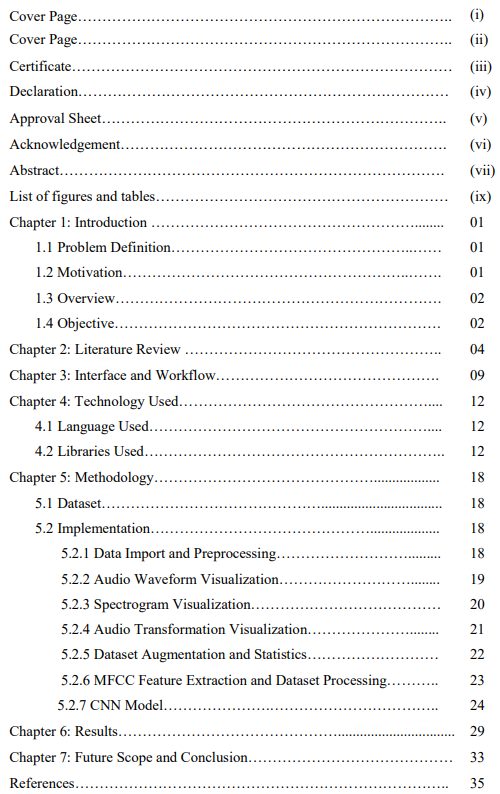 Cover Page……………………………………………………………….. (i)
Cover Page……………………………………………………………….. (ii)
Certificate………………………………………………………………… (iii)
Declaration……………………………………………………………… (iv)
Approval Sheet………………………………………………………….. (v)
Acknowledgement………………………………………………………. (vi)
Abstract…………………………………………………………………. (vii)
List of figures and tables………………………………………………… (ix)
Chapter 1: Introduction ……………………………………………........ 01
1.1 Problem Definition………………………………………..…… 01
1.2 Motivation………………………………………………..……. 01
1.3 Overview………………………………………………………. 02
1.4 Objective………………………………………………………. 02
Chapter 2: Literature Review ………………………………………….. 04
Chapter 3: Interface and Workflow……………………………………. 09
Chapter 4: Technology Used………………………………………….... 12
4.1 Language Used……………………………………………….... 12
4.2 Libraries Used………………………………………………….. 12
Chapter 5: Methodology…………………………………….................. 18
5.1 Dataset……………………………………................................. 18
5.2 Implementation……………………………………................... 18
5.2.1 Data Import and Preprocessing……………………......... 18
5.2.2 Audio Waveform Visualization……………………........ 19
5.2.3 Spectrogram Visualization……………………………… 20
5.2.4 Audio Transformation Visualization………………........ 21
5.2.5 Dataset Augmentation and Statistics…………………… 22
5.2.6 MFCC Feature Extraction and Dataset Processing……….. 23
5.2.7 CNN Model…………………………………………….. 24
Chapter 6: Results………………………………................................ 29
Chapter 7: Future Scope and Conclusion………………………………… 33
References……………………………………………………………….. 35